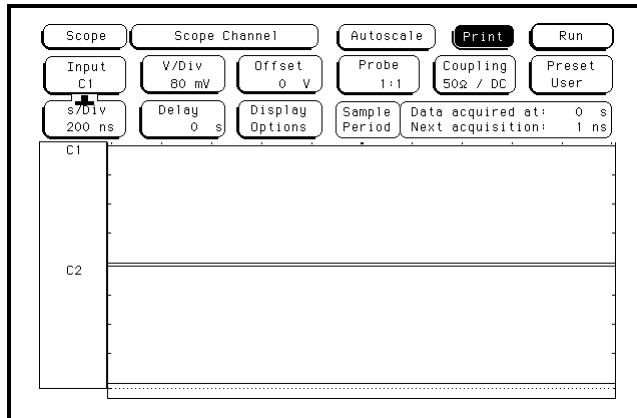 Scope Scope Channel Autoscale Print Run
Input V/Div Offset Probe Coupling Preset
C1 80 mV 0 V 1:1 50Ω / DC User
s/Div Delay Display Sample Data acquired at: 0 s
200 ns 0 s Options Period Next acquisition: 1 ns
C1
C2